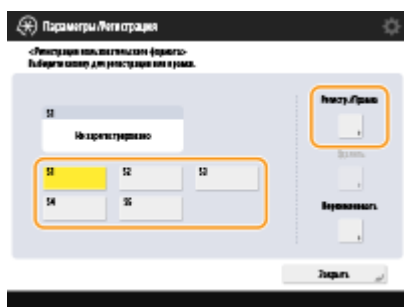 Параметры/Регистрация
<Регистрация пользовательского формата>
Выберите кнопку для регистрации или правки.
S1
Не зарегистрировано
Регистр./Правка
S1
S2
S3
Удалить
S4
S5
Переименовать
Закрыть